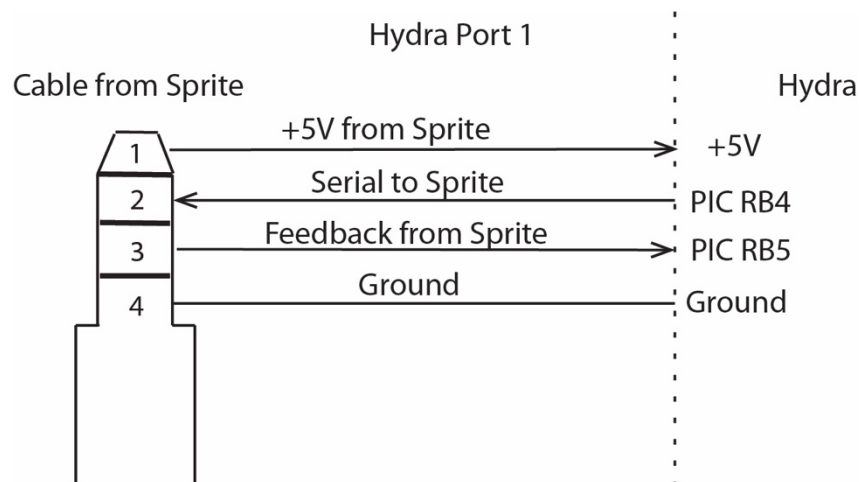 Hydra Port 1
Cable from Sprite
Hydra
1
+5V from Sprite
+5V
2
Serial to Sprite
PIC RB4
3
Feedback from Sprite
PIC RB5
4
Ground
Ground